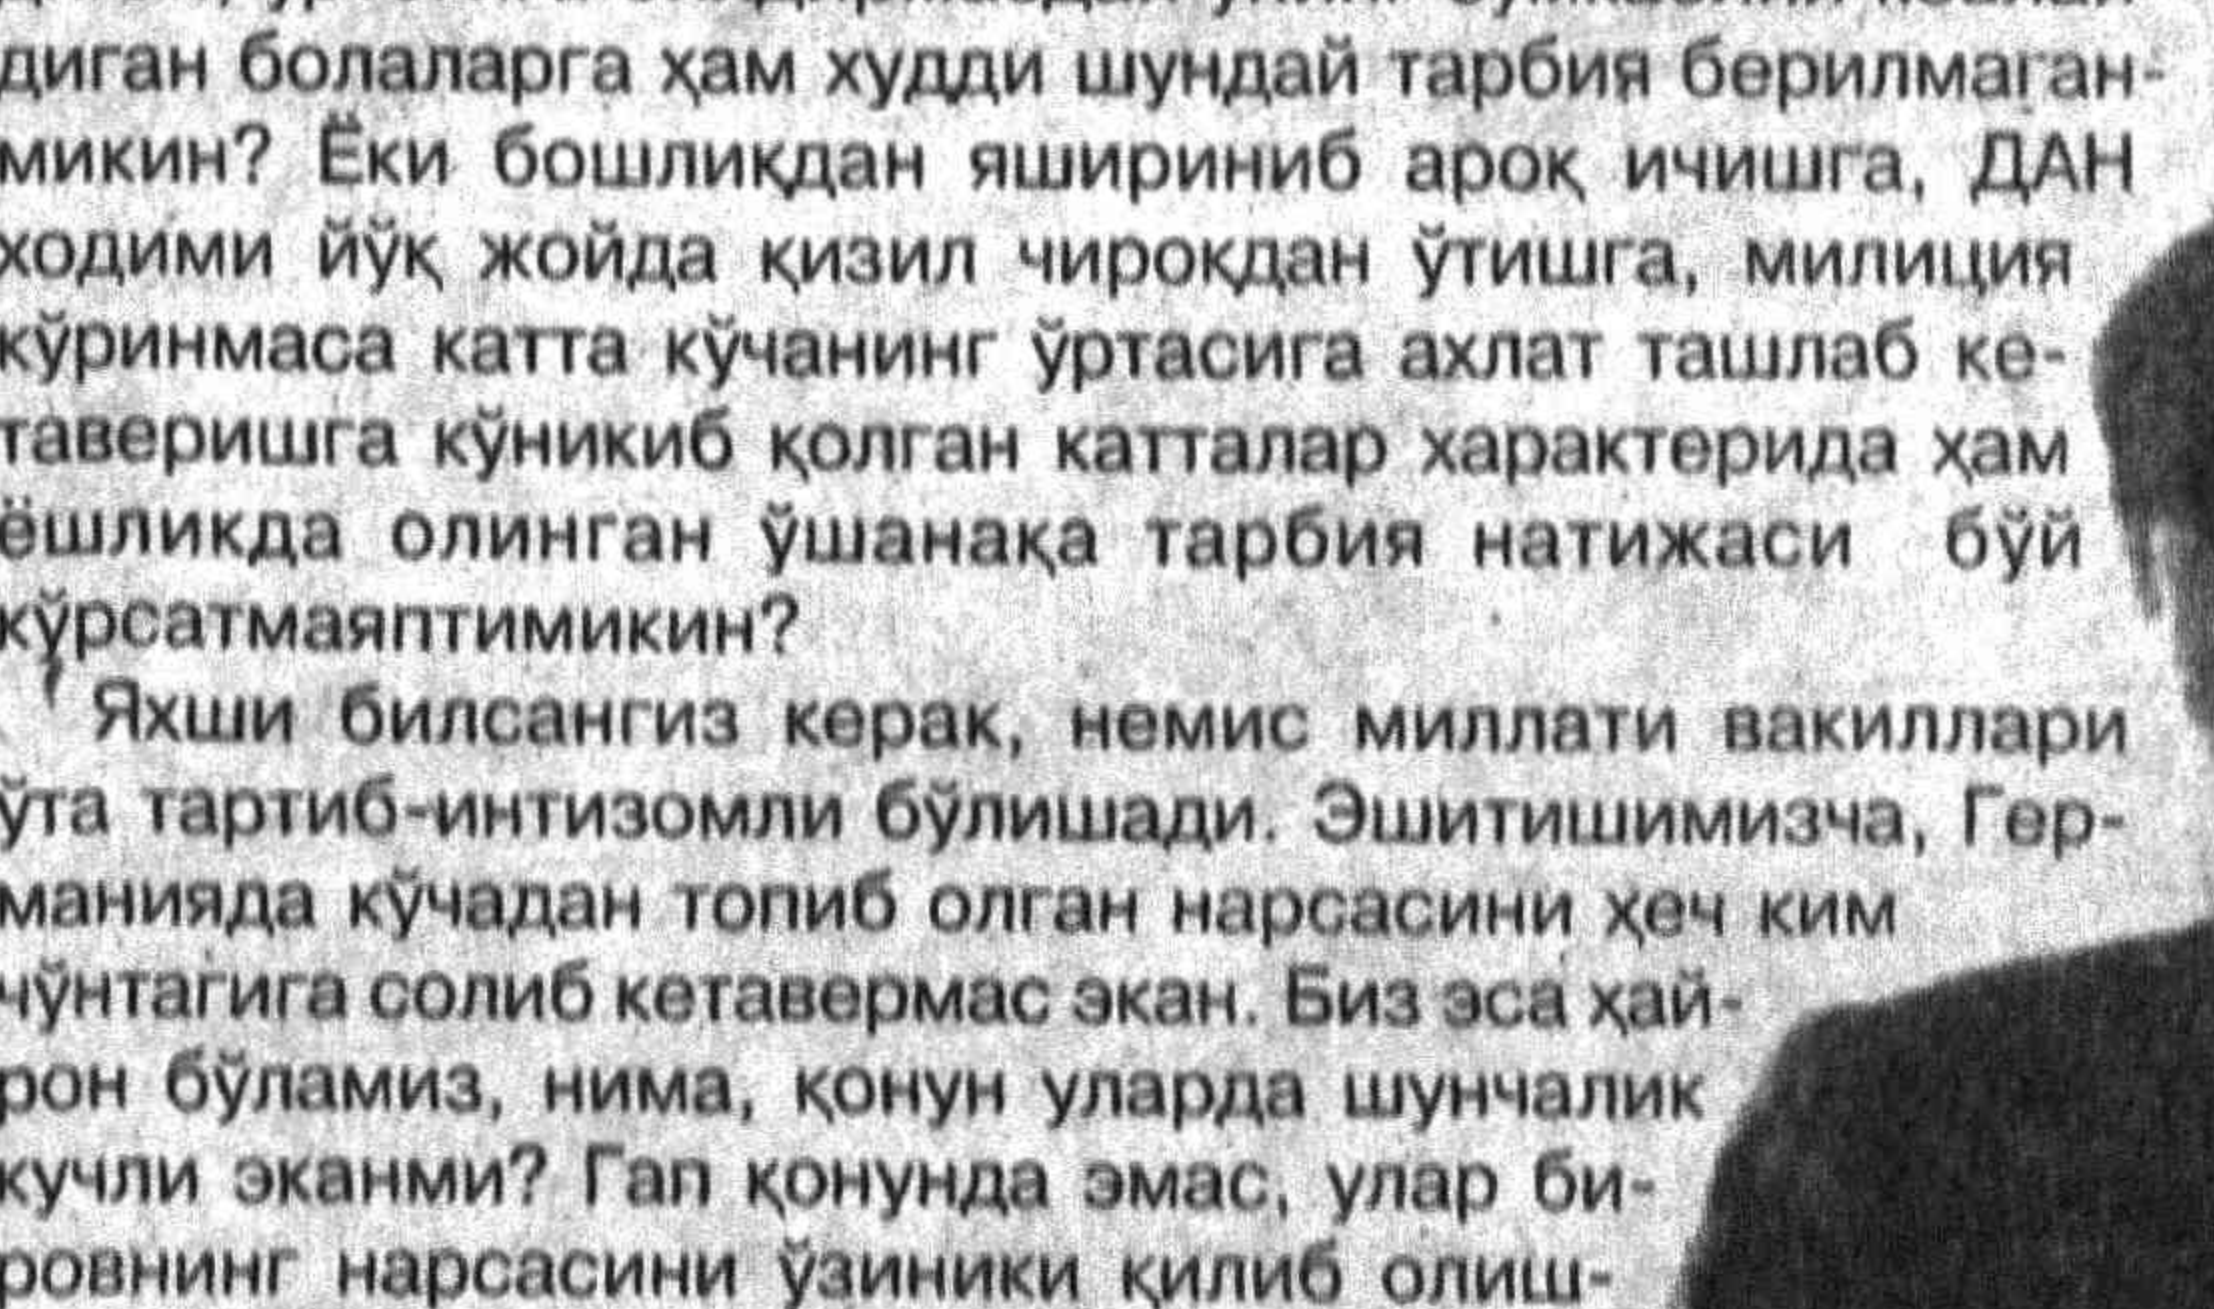 диган болаларга ҳам худди шундай тарбия берилмаган-
микин? Ёки бошлиқдан яшириниб ароқ ичишга, ДАН
ходими йўқ жойда қизил чироқдан ўтишга, милиция
кўринмаса катта кўчанинг ўртасига ахлат ташлаб ке-
таверишга кўникиб қолган катталар характерида ҳам
ёшликда олинган ўшанақа тарбия натижаси бўй
кўрсатмаяптимикин?
Яхши билсангиз керак, немис миллати вакиллари
ўта тартиб-интизомли бўлишади. Эшитишимизча, Гер-
манияда кўчадан топиб олган нарсасини ҳеч ким
чўнтагига солиб кетавермас экан. Биз эса ҳай-
рон бўламиз, нима, қонун уларда шунчалик
кучли эканми? Гап қонунда эмас, улар би-
ровнинг нарсасини ўзиники қилиб олиш-